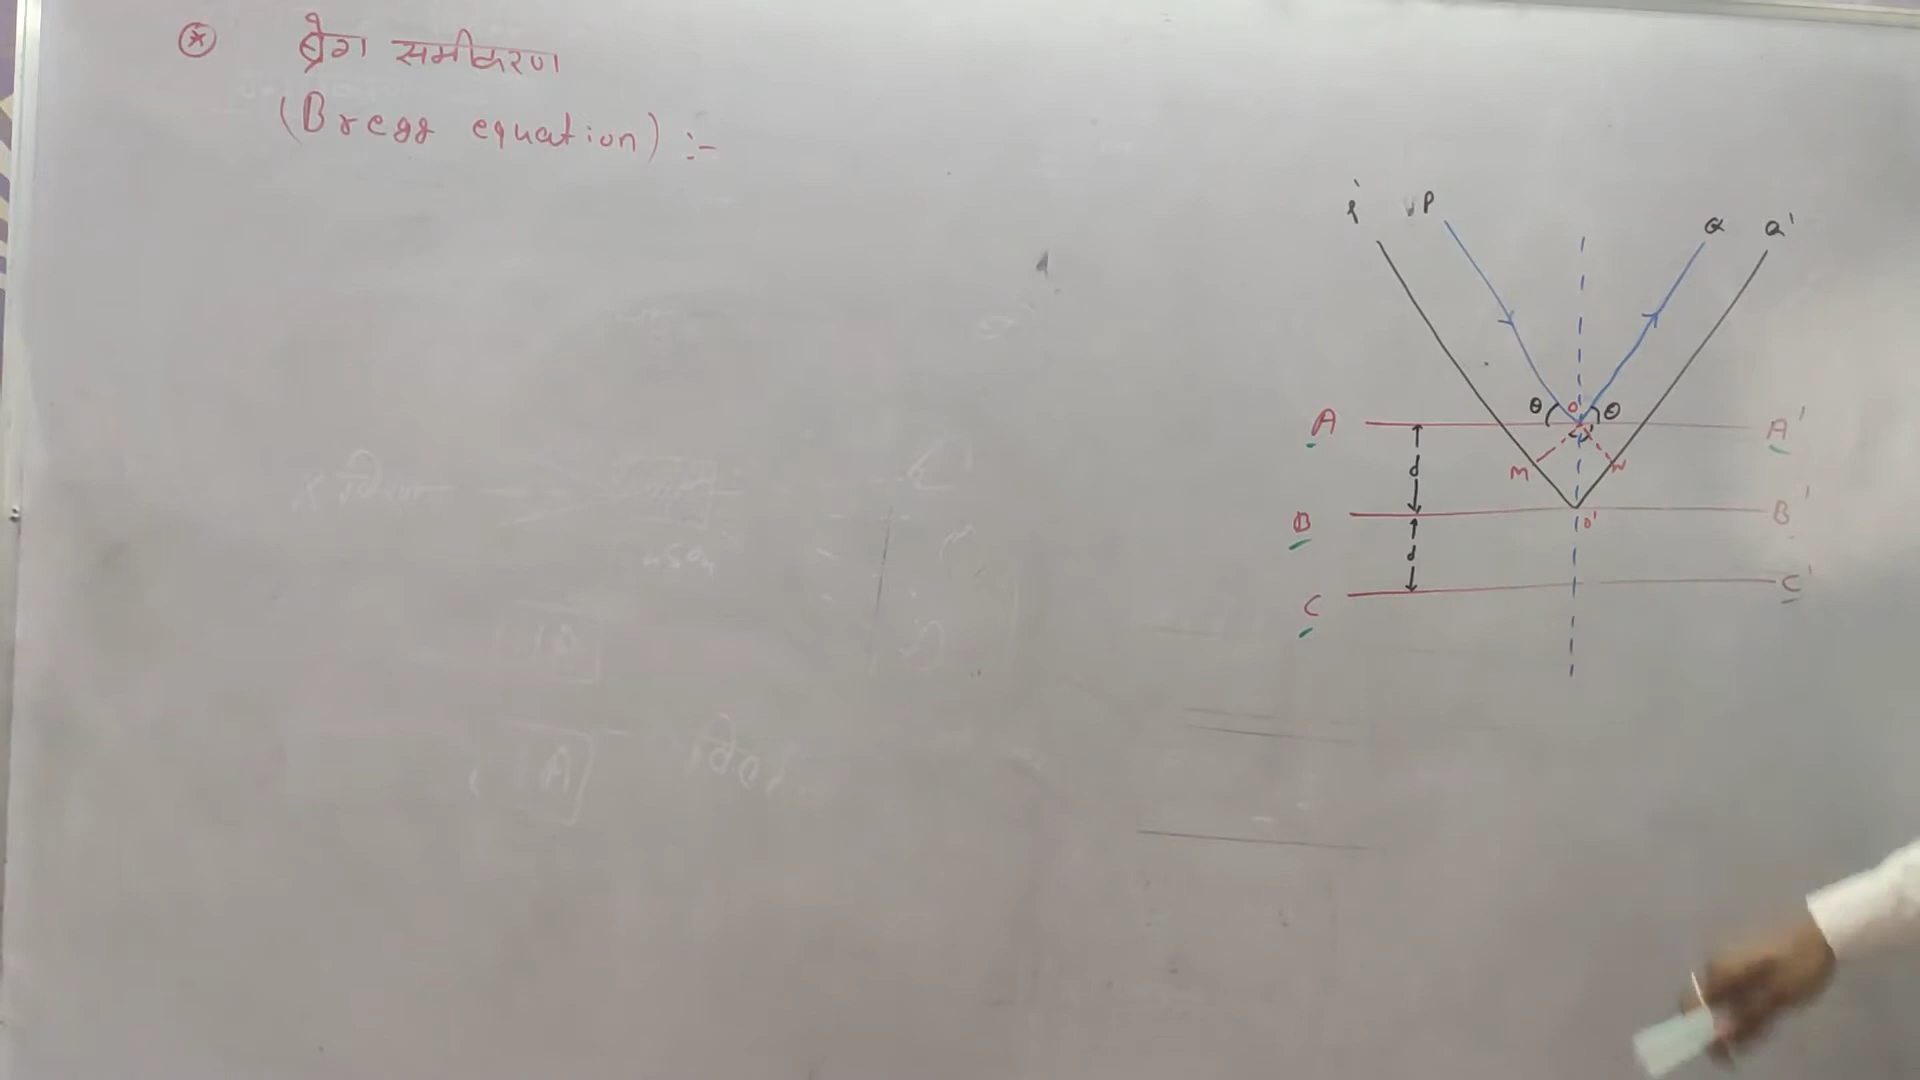 * ब्रेग समीकरण
(Bregg equation) :-
P
Q Q'
θ O θ
A A'
M N
d
B B'
O'
d
C C'